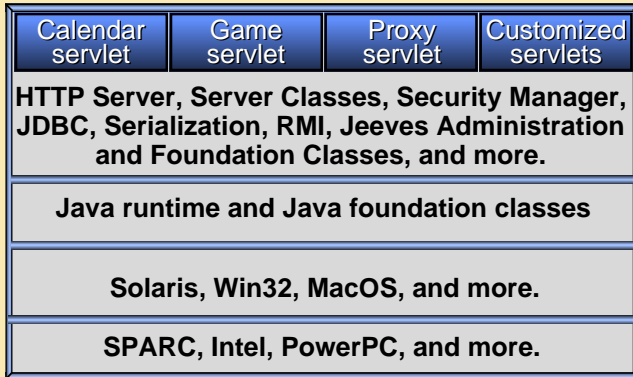 Calendar servlet
Game servlet
Proxy servlet
Customized servlets
HTTP Server, Server Classes, Security Manager,
JDBC, Serialization, RMI, Jeeves Administration
and Foundation Classes, and more.
Java runtime and Java foundation classes
Solaris, Win32, MacOS, and more.
SPARC, Intel, PowerPC, and more.